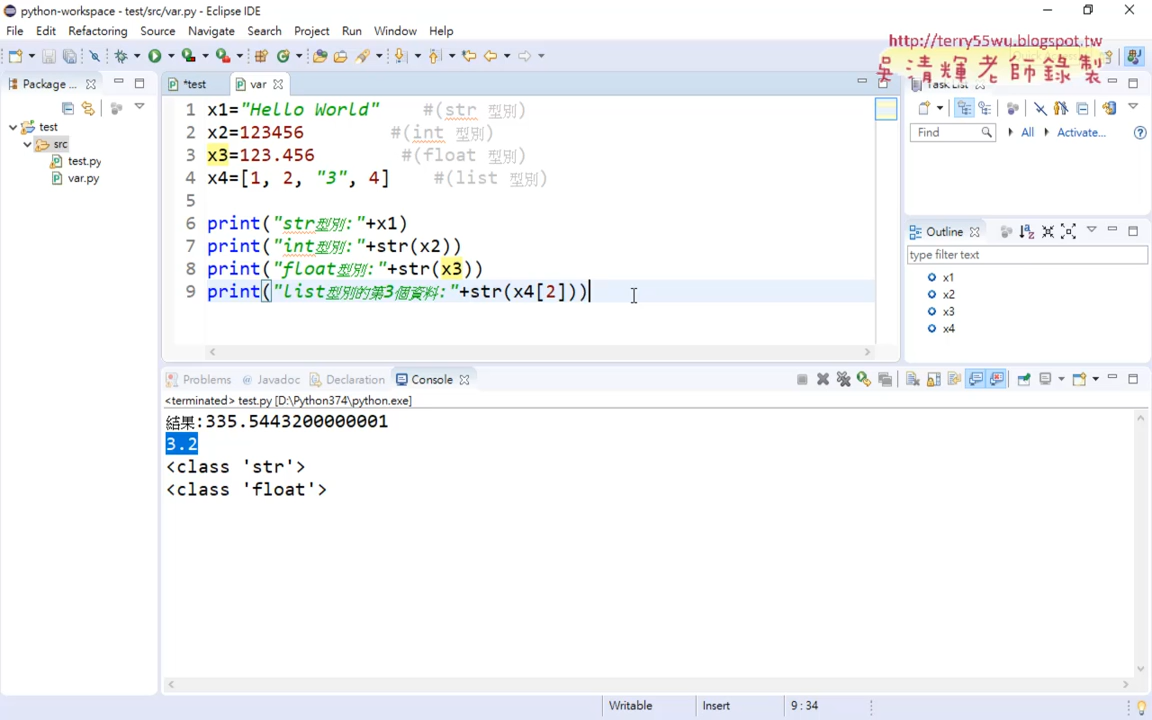 python-workspace - test/src/var.py - Eclipse IDE
File Edit Refactoring Source Navigate Search Project Run Window Help
http://terry55wu.blogspot.tw
吳清輝老師錄製
Package...
*test
var
Task List
test
src
test.py
var.py
1 x1="Hello World" #(str 型別)
2 x2=123456 #(int 型別)
3 x3=123.456 #(float 型別)
4 x4=[1, 2, "3", 4] #(list 型別)
5
6 print("str型別:"+x1)
7 print("int型別:"+str(x2))
8 print("float型別:"+str(x3))
9 print("list型別的第3個資料:"+str(x4[2]))
Find All Activate...
Outline
type filter text
x1
x2
x3
x4
Problems Javadoc Declaration Console
<terminated> test.py [D:\Python374\python.exe]
結果:335.5443200000001
3.2
<class 'str'>
<class 'float'>
Writable Insert 9 : 34